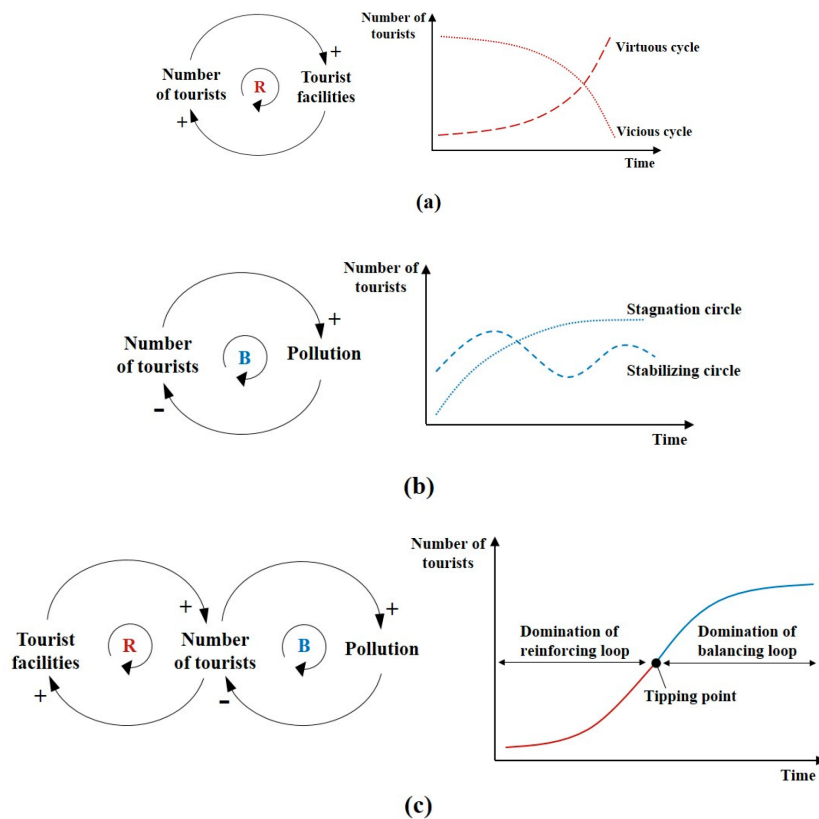 Number of
tourists
+
Number
of tourists
R
Tourist
facilities
+
Virtuous cycle
Vicious cycle
Time
(a)
Number of
tourists
+
Number
of tourists
B
Pollution
-
Stagnation circle
Stabilizing circle
Time
(b)
Number of
tourists
+
+
Tourist
facilities
R
Number
of tourists
B
Pollution
+
-
Domination of
reinforcing loop
Domination of
balancing loop
Tipping point
Time
(c)